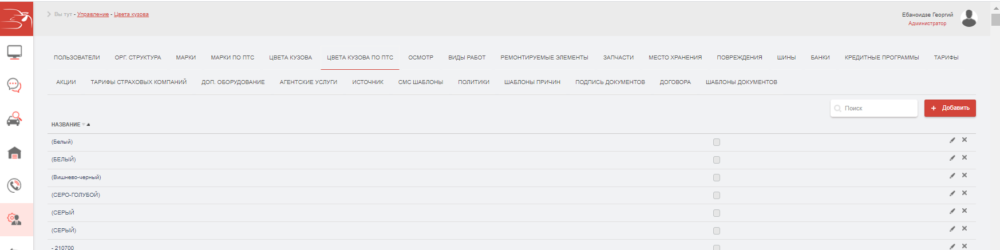 Вы тут - Управление - Цвета кузова
Ебаноидзе Георгий
Администратор
ПОЛЬЗОВАТЕЛИ ОРГ. СТРУКТУРА МАРКИ МАРКИ ПО ПТС ЦВЕТА КУЗОВА ЦВЕТА КУЗОВА ПО ПТС ОСМОТР ВИДЫ РАБОТ РЕМОНТИРУЕМЫЕ ЭЛЕМЕНТЫ ЗАПЧАСТИ МЕСТО ХРАНЕНИЯ ПОВРЕЖДЕНИЯ ШИНЫ БАНКИ КРЕДИТНЫЕ ПРОГРАММЫ ТАРИФЫ
АКЦИИ ТАРИФЫ СТРАХОВЫХ КОМПАНИЙ ДОП. ОБОРУДОВАНИЕ АГЕНТСКИЕ УСЛУГИ ИСТОЧНИК СМС ШАБЛОНЫ ПОЛИТИКИ ШАБЛОНЫ ПРИЧИН ПОДПИСЬ ДОКУМЕНТОВ ДОГОВОРА ШАБЛОНЫ ДОКУМЕНТОВ
Поиск + Добавить
НАЗВАНИЕ
(Белый)
(БЕЛЫЙ)
(Вишнево-черный)
(СЕРО-ГОЛУБОЙ)
(СЕРЫЙ
(СЕРЫЙ)
- 210700